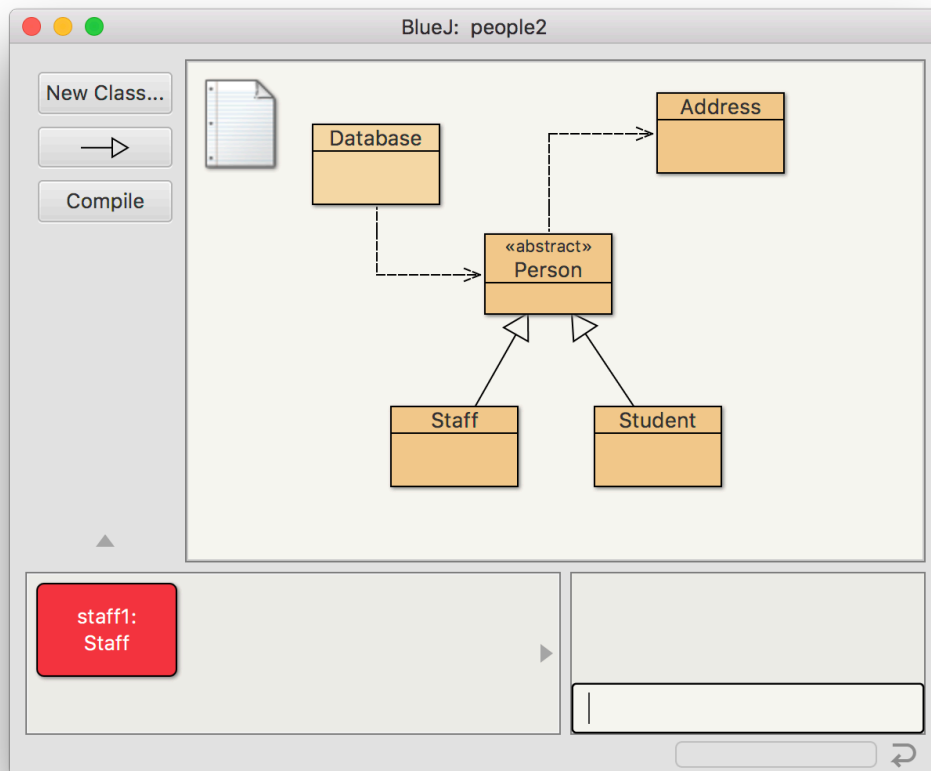 BlueJ: people2
New Class...
Compile
Database
Address
«abstract»
Person
Staff
Student
staff1:
Staff